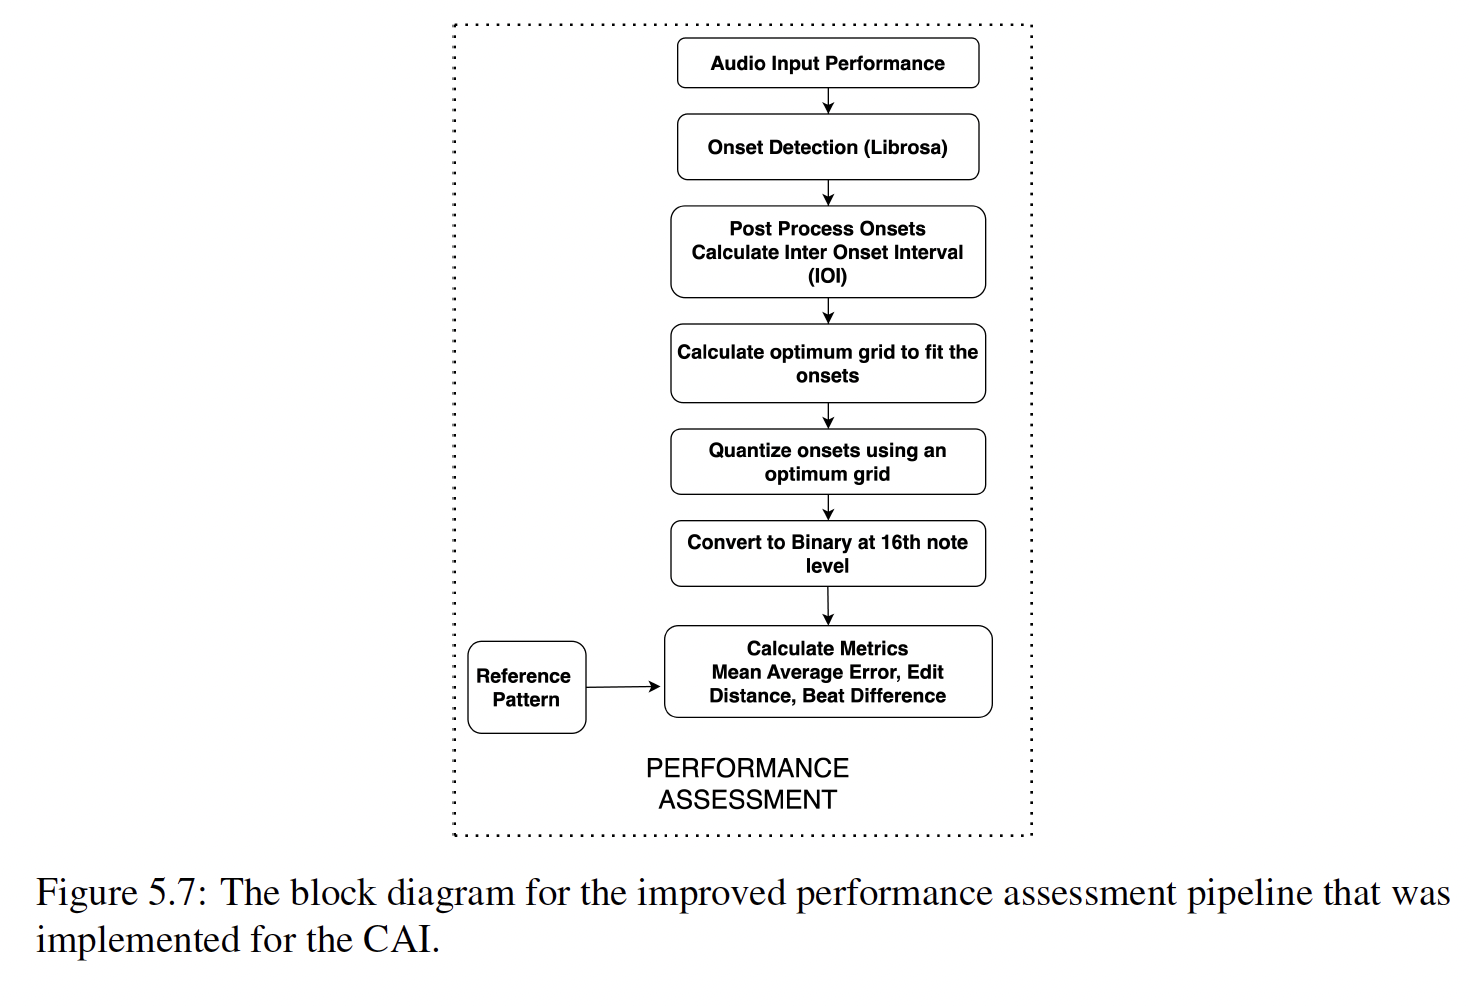 Audio Input Performance
Onset Detection (Librosa)
Post Process Onsets
Calculate Inter Onset Interval
(IOI)
Calculate optimum grid to fit the
onsets
Quantize onsets using an
optimum grid
Convert to Binary at 16th note
level
Reference
Pattern
Calculate Metrics
Mean Average Error, Edit
Distance, Beat Difference
PERFORMANCE
ASSESSMENT
Figure 5.7: The block diagram for the improved performance assessment pipeline that was
implemented for the CAI.